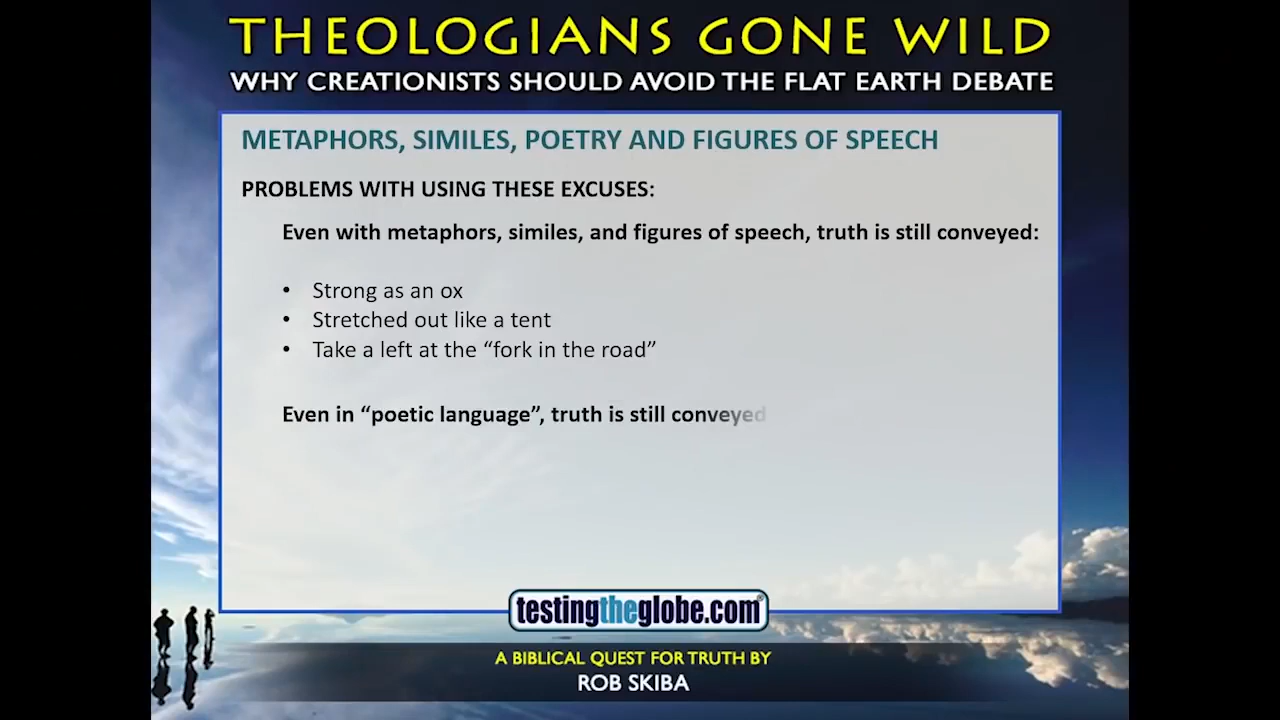 THEOLOGIANS GONE WILD
WHY CREATIONISTS SHOULD AVOID THE FLAT EARTH DEBATE
METAPHORS, SIMILES, POETRY AND FIGURES OF SPEECH
PROBLEMS WITH USING THESE EXCUSES:
Even with metaphors, similes, and figures of speech, truth is still conveyed:
• Strong as an ox
• Stretched out like a tent
• Take a left at the “fork in the road”
Even in “poetic language”, truth is still conveyed
testingtheglobe.com®
A BIBLICAL QUEST FOR TRUTH BY
ROB SKIBA